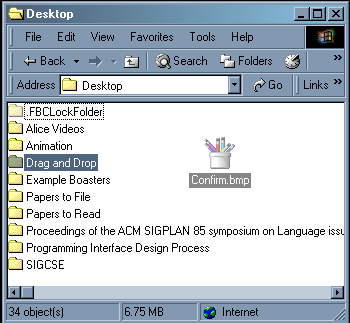 Desktop
File Edit View Favorites Tools Help
Back Search Folders
Address Desktop Go Links »
.FBCLockFolder
Alice Videos
Animation
Drag and Drop
Confirm.bmp
Example Boasters
Papers to File
Papers to Read
Proceedings of the ACM SIGPLAN 85 symposium on Language issu
Programming Interface Design Process
SIGCSE
34 object(s) 6.75 MB Internet